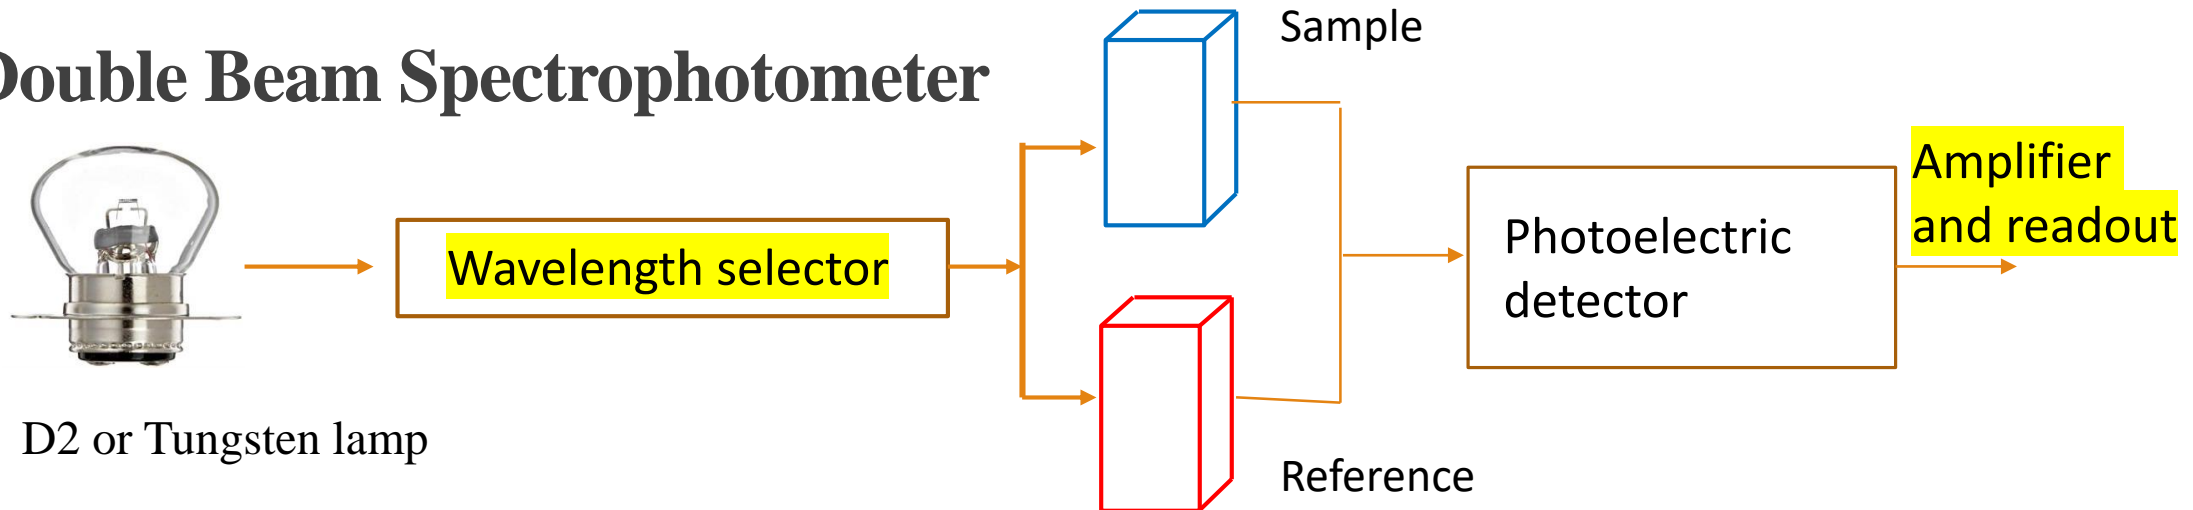 Sample
Double Beam Spectrophotometer
Amplifier
and readout
Wavelength selector
Photoelectric
detector
D2 or Tungsten lamp
Reference